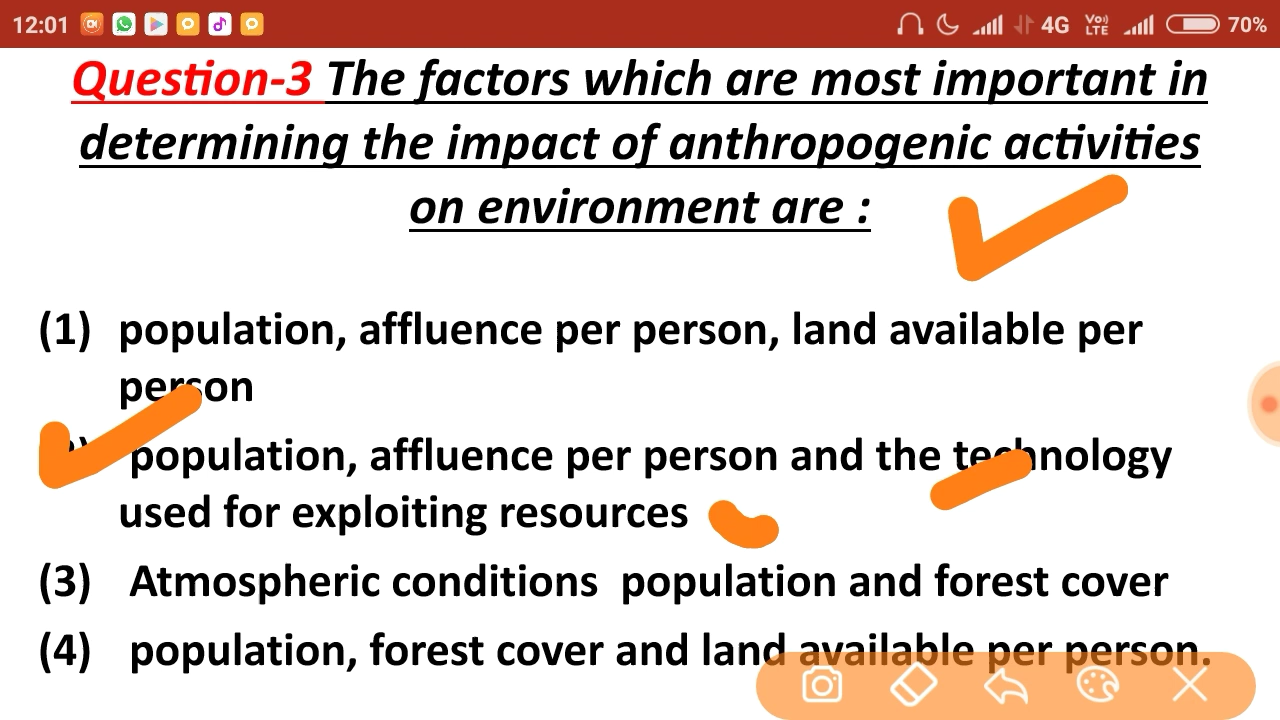 12:01 4G Vo) LTE 70%
Question-3 The factors which are most important in
determining the impact of anthropogenic activities
on environment are :
(1) population, affluence per person, land available per
person
population, affluence per person and the technology
used for exploiting resources
(3) Atmospheric conditions population and forest cover
(4) population, forest cover and land available per person.